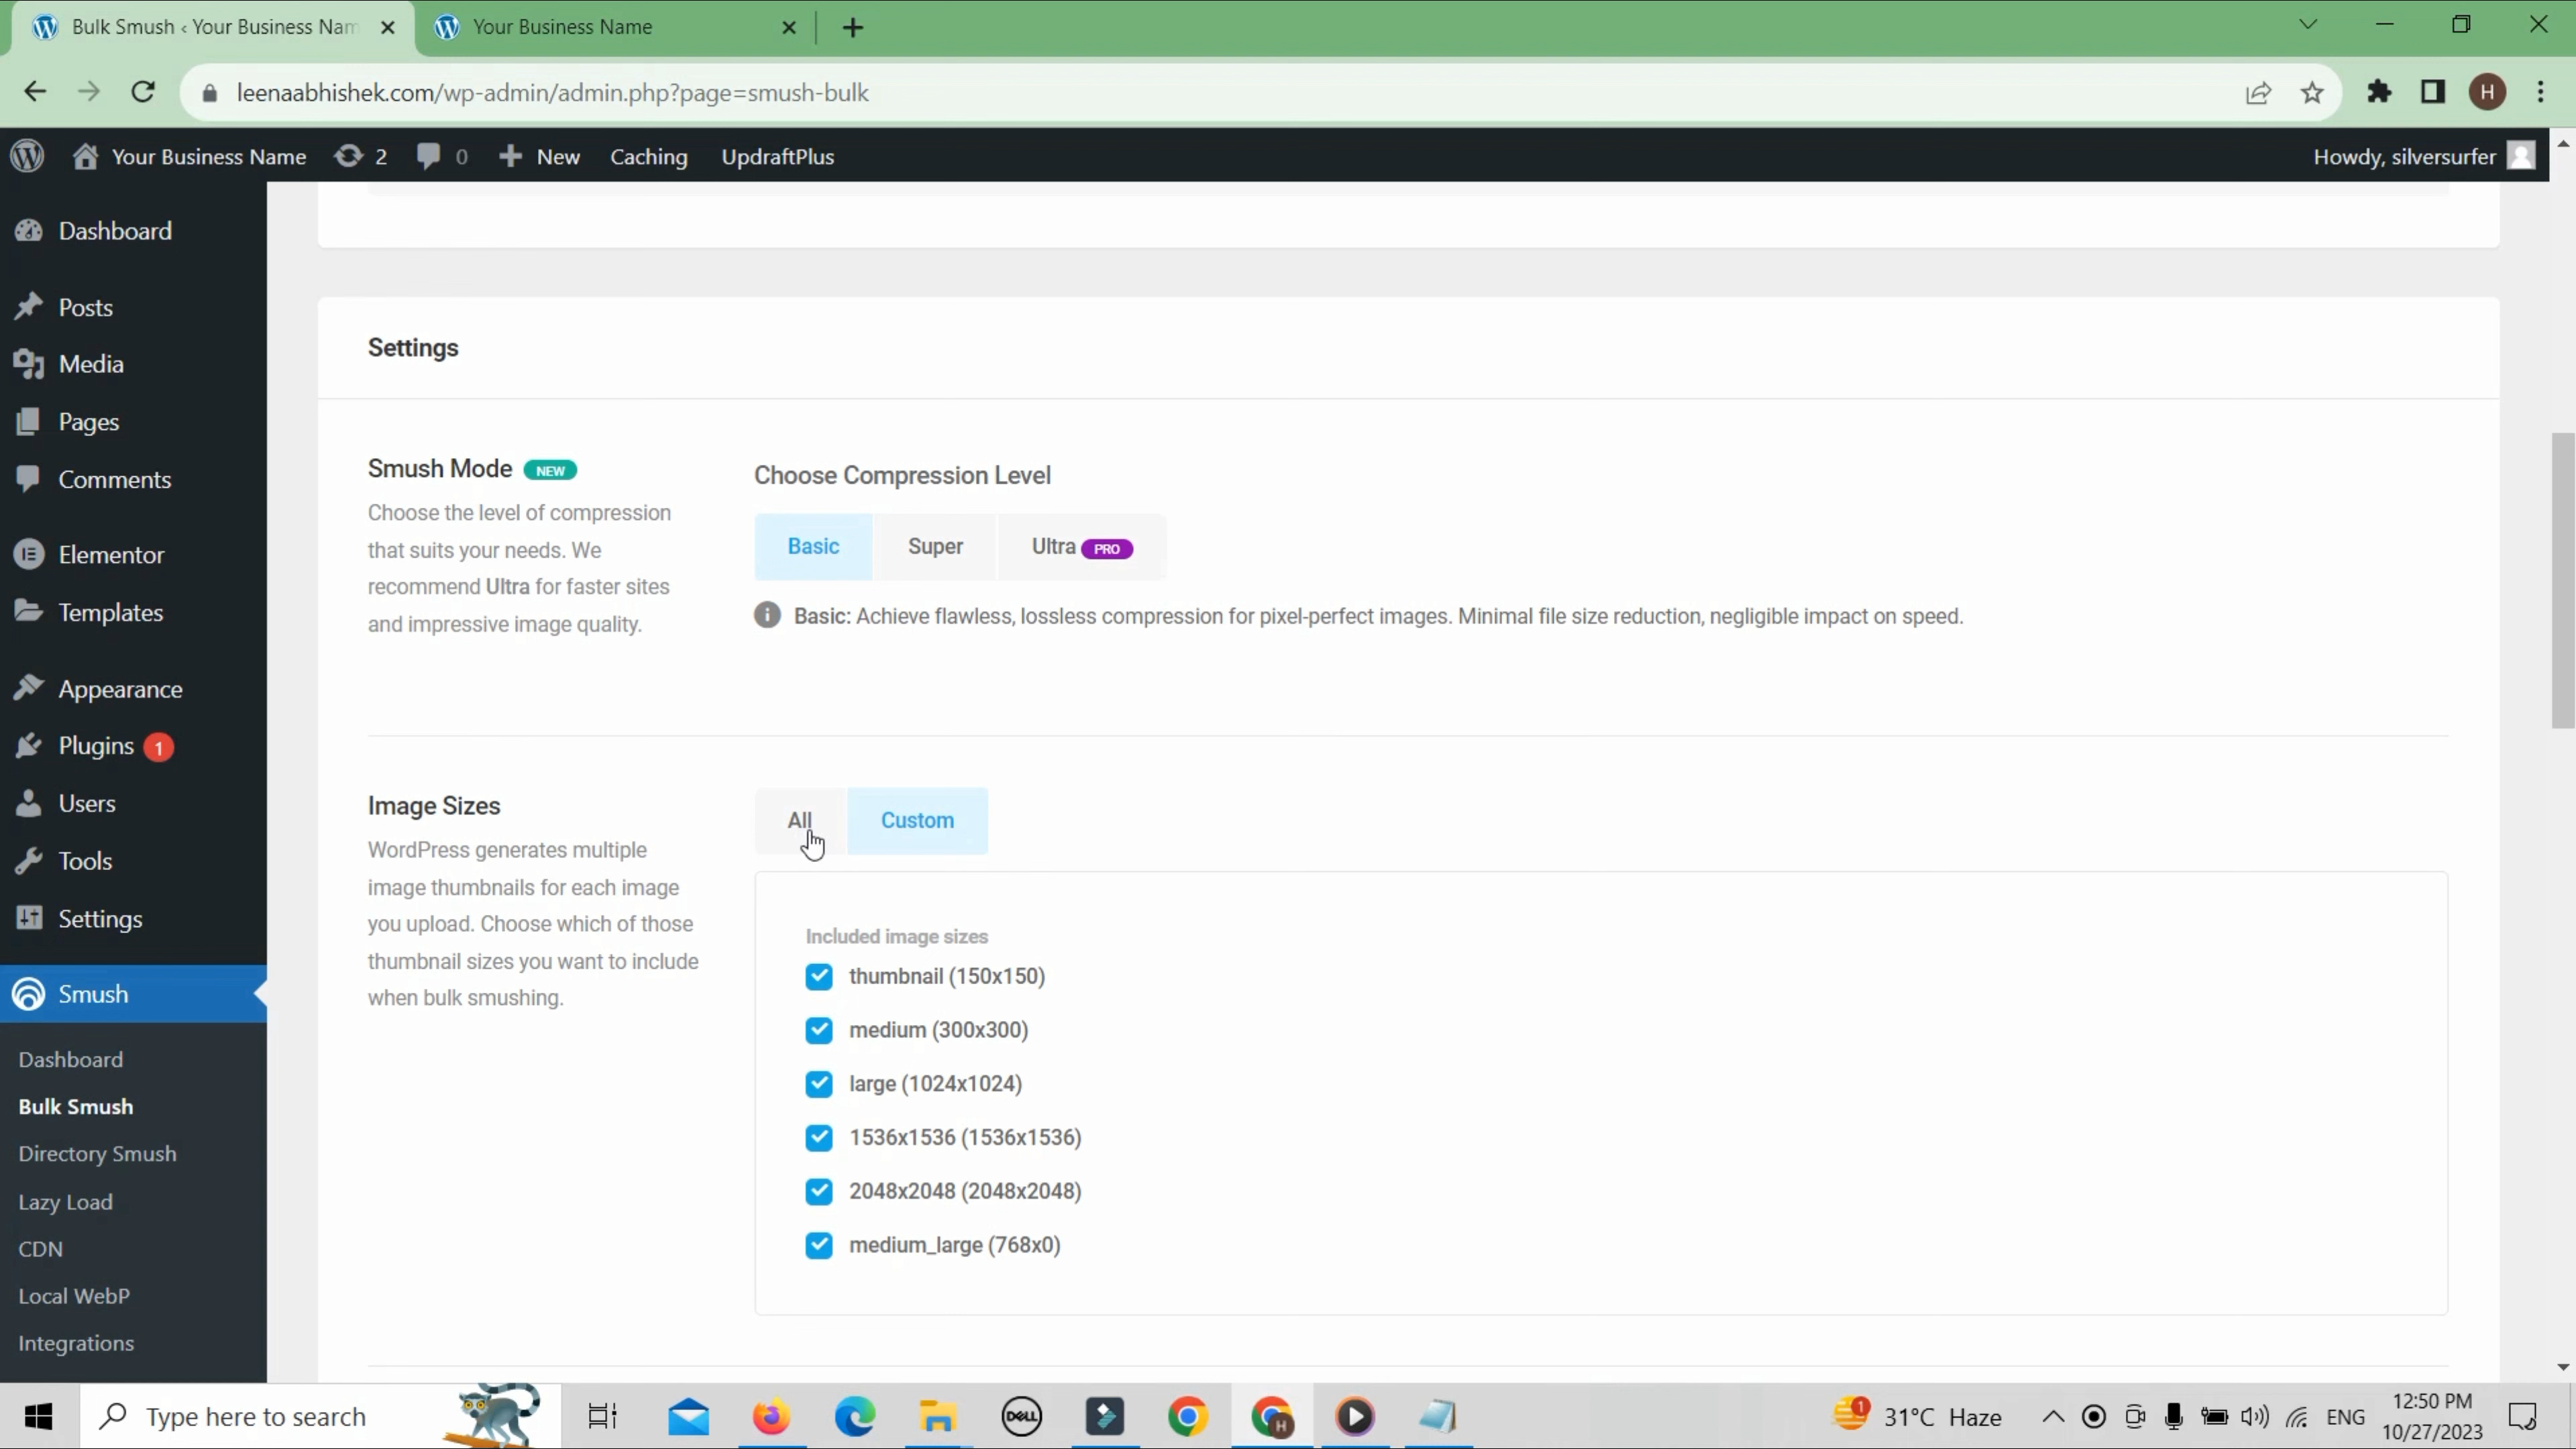 Bulk Smush ‹ Your Business Nam
Your Business Name
leenaabhishek.com/wp-admin/admin.php?page=smush-bulk
H
Your Business Name 2 0 New Caching UpdraftPlus
Howdy, silversurfer
Dashboard
Posts
Media
Pages
Comments
Elementor
Templates
Appearance
Plugins 1
Users
Tools
Settings
Smush
Dashboard
Bulk Smush
Directory Smush
Lazy Load
CDN
Local WebP
Integrations
Settings
Smush Mode NEW
Choose the level of compression
that suits your needs. We
recommend Ultra for faster sites
and impressive image quality.
Choose Compression Level
Basic Super Ultra PRO
Basic: Achieve flawless, lossless compression for pixel-perfect images. Minimal file size reduction, negligible impact on speed.
Image Sizes
WordPress generates multiple
image thumbnails for each image
you upload. Choose which of those
thumbnail sizes you want to include
when bulk smushing.
All Custom
Included image sizes
thumbnail (150x150)
medium (300x300)
large (1024x1024)
1536x1536 (1536x1536)
2048x2048 (2048x2048)
medium_large (768x0)
Type here to search
DELL
H
1
31°C Haze
ENG
12:50 PM
10/27/2023